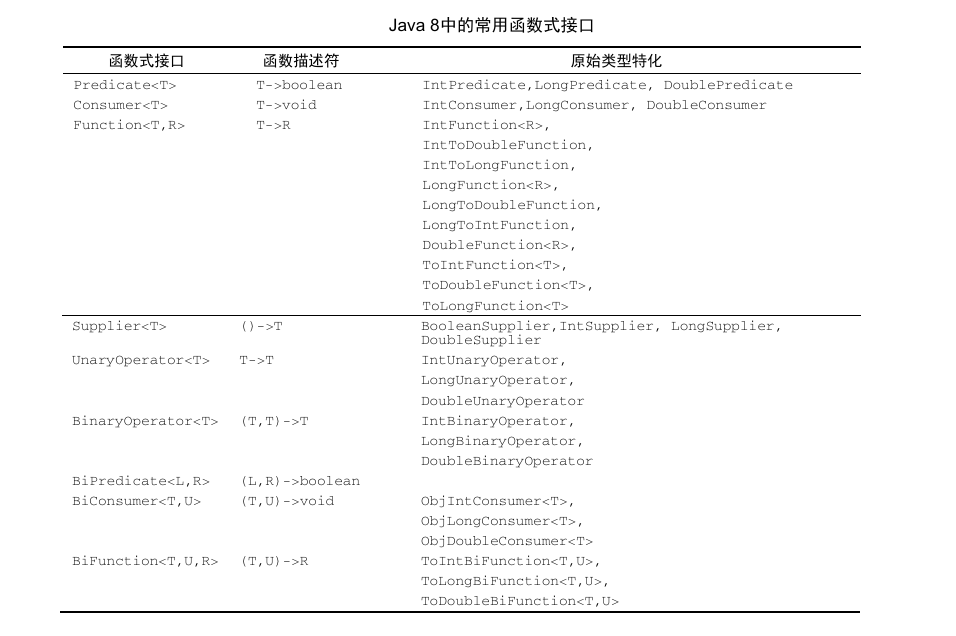 Java 8中的常用函数式接口
函数式接口 函数描述符 原始类型特化
Predicate<T> T->boolean IntPredicate,LongPredicate, DoublePredicate
Consumer<T> T->void IntConsumer,LongConsumer, DoubleConsumer
Function<T,R> T->R IntFunction<R>,
IntToDoubleFunction,
IntToLongFunction,
LongFunction<R>,
LongToDoubleFunction,
LongToIntFunction,
DoubleFunction<R>,
ToIntFunction<T>,
ToDoubleFunction<T>,
ToLongFunction<T>
Supplier<T> ()->T BooleanSupplier,IntSupplier, LongSupplier,
DoubleSupplier
UnaryOperator<T> T->T IntUnaryOperator,
LongUnaryOperator,
DoubleUnaryOperator
BinaryOperator<T> (T,T)->T IntBinaryOperator,
LongBinaryOperator,
DoubleBinaryOperator
BiPredicate<L,R> (L,R)->boolean
BiConsumer<T,U> (T,U)->void ObjIntConsumer<T>,
ObjLongConsumer<T>,
ObjDoubleConsumer<T>
BiFunction<T,U,R> (T,U)->R ToIntBiFunction<T,U>,
ToLongBiFunction<T,U>,
ToDoubleBiFunction<T,U>